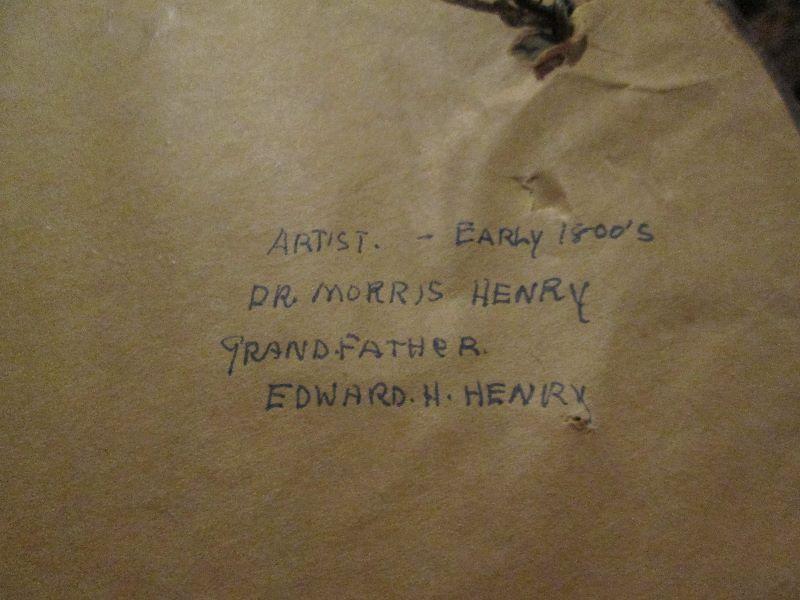 ARTIST. - EARLY 1800'S
DR. MORRIS HENRY
GRANDFATHER.
EDWARD. H. HENRY